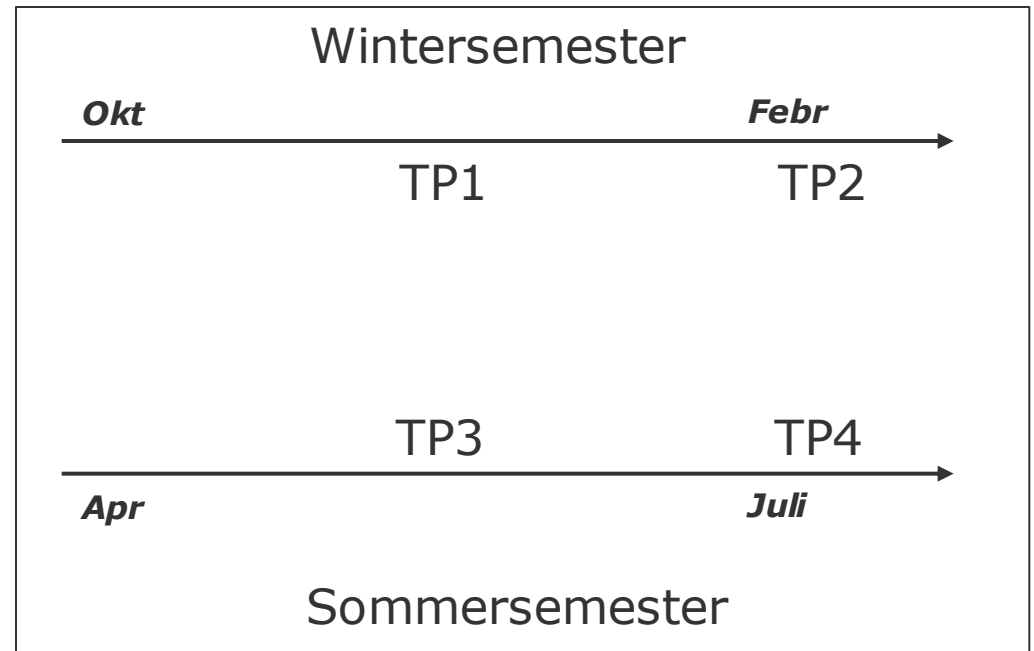 Wintersemester
Okt Febr
TP1 TP2
TP3 TP4
Apr Juli
Sommersemester